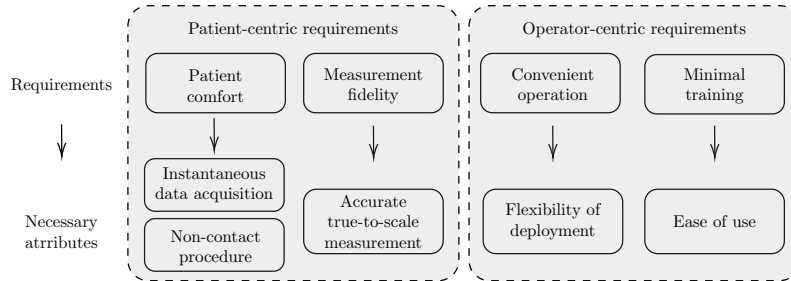 Patient-centric requirements
Operator-centric requirements
Requirements
Patient
comfort
Measurement
fidelity
Convenient
operation
Minimal
training
Necessary
atrributes
Instantaneous
data acquisition
Non-contact
procedure
Accurate
true-to-scale
measurement
Flexibility of
deployment
Ease of use